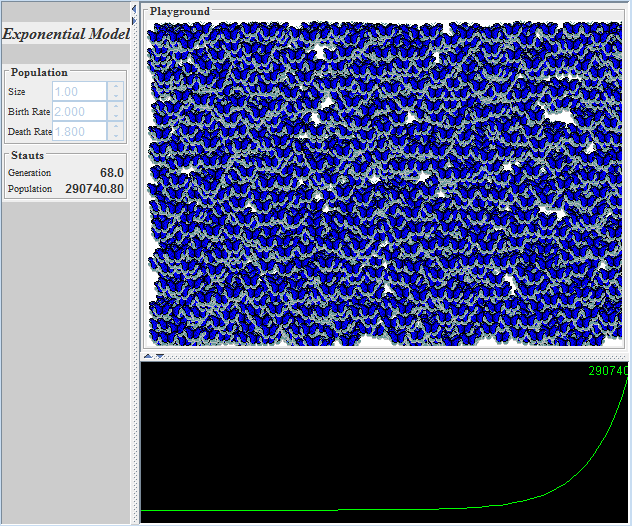 Exponential Model
Population
Size 1.00
Birth Rate 2.000
Death Rate 1.800
Stauts
Generation 68.0
Population 290740.80
Playground
290740